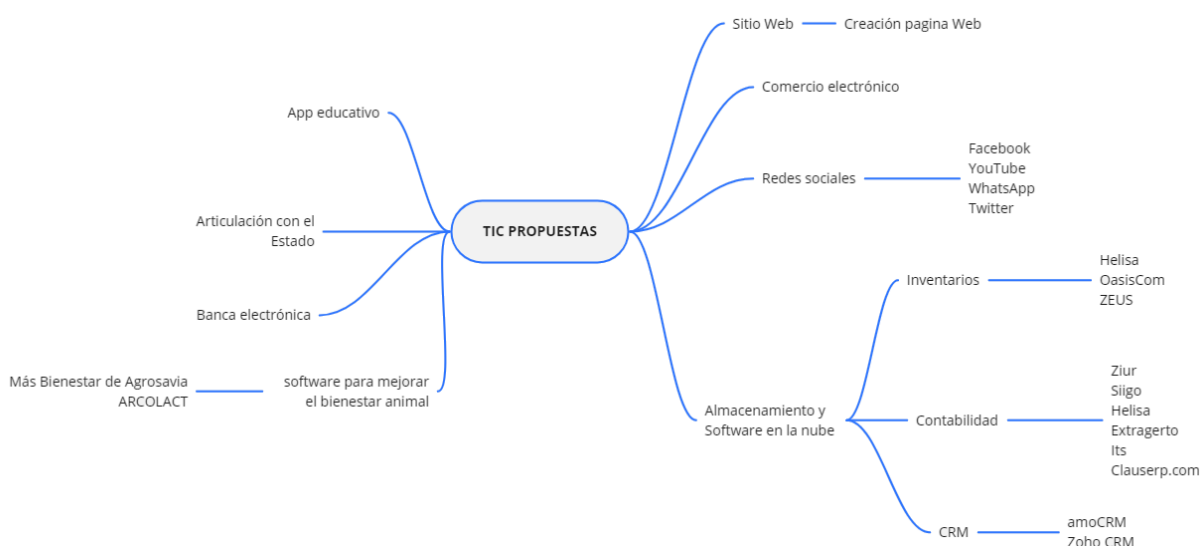 TIC PROPUESTAS
Sitio Web
Creación pagina Web
Comercio electrónico
Redes sociales
Facebook
YouTube
WhatsApp
Twitter
Almacenamiento y
Software en la nube
Inventarios
Helisa
OasisCom
ZEUS
Contabilidad
Ziur
Siigo
Helisa
Extragerto
Its
Clauserp.com
CRM
amoCRM
Zoho CRM
App educativo
Articulación con el
Estado
Banca electrónica
software para mejorar
el bienestar animal
Más Bienestar de Agrosavia
ARCOLACT